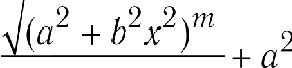 √(a² + b²x²)ᵐ + a²